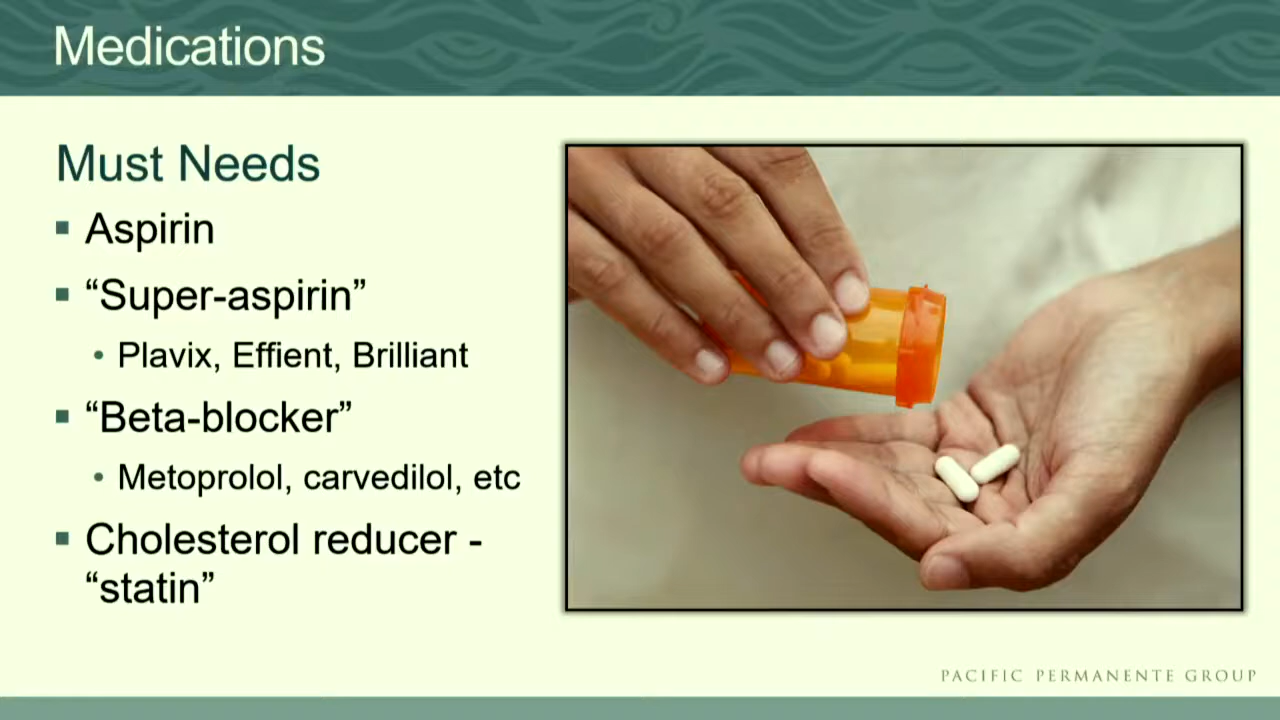 Medications
Must Needs
Aspirin
“Super-aspirin”
Plavix, Effient, Brilliant
“Beta-blocker”
Metoprolol, carvedilol, etc
Cholesterol reducer -
“statin”
PACIFIC PERMANENTE GROUP